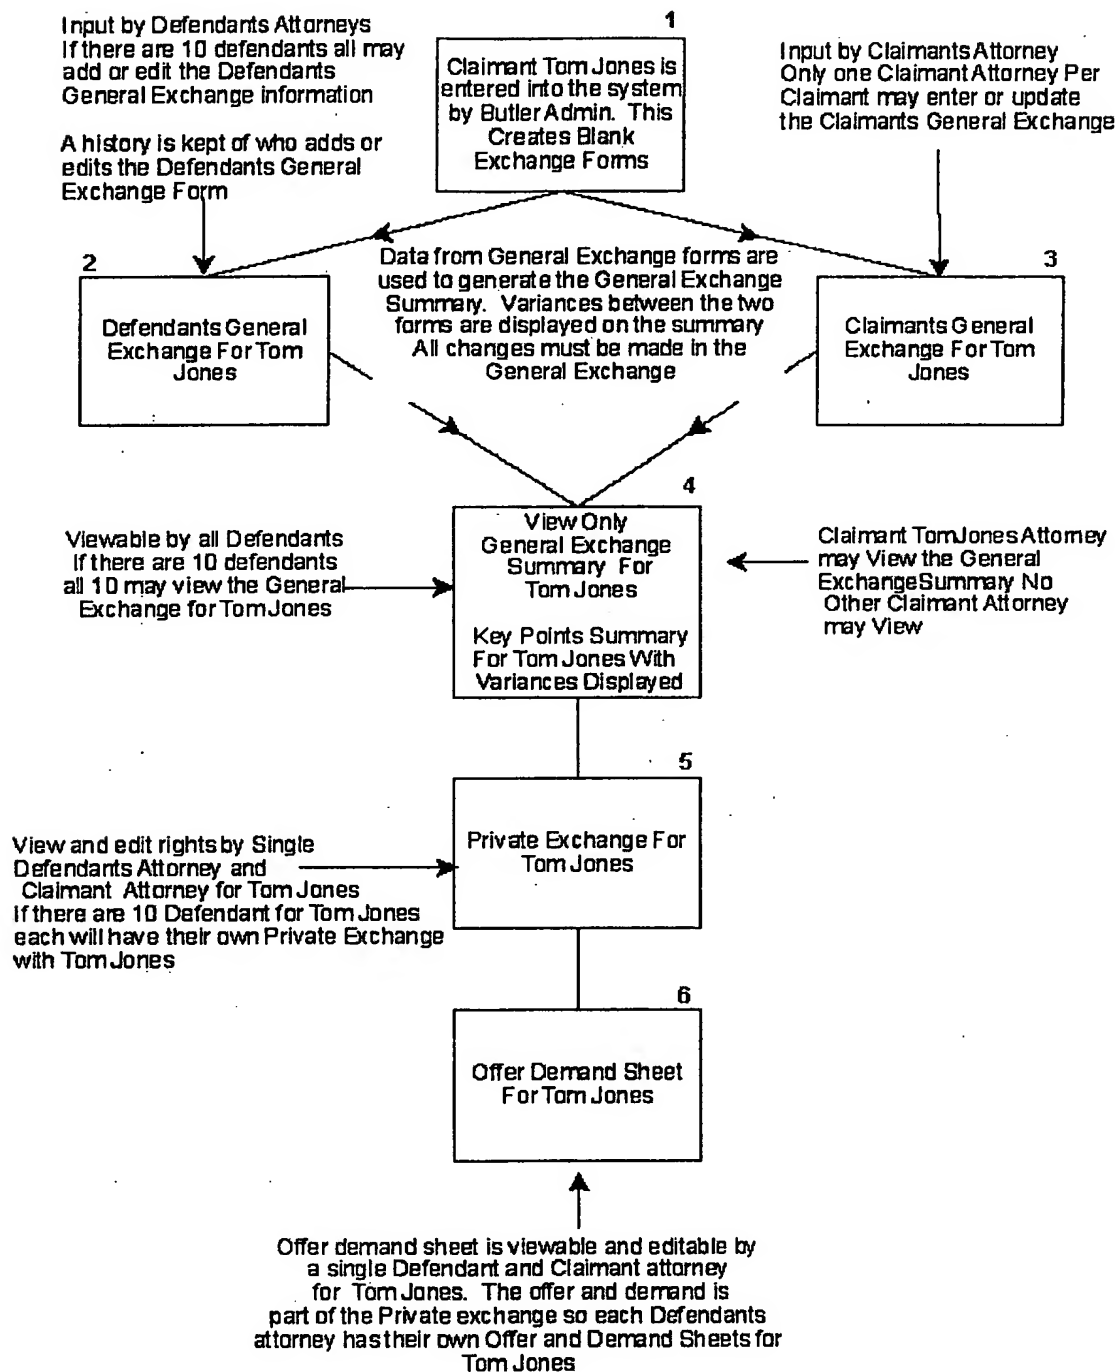 Input by Defendants Attorneys
If there are 10 defendants all may
add or edit the Defendants
General Exchange information
A history is kept of who adds or
edits the Defendants General
Exchange Form
1
Claimant Tom Jones is
entered into the system
by Butler Admin. This
Creates Blank
Exchange Forms
Input by Claimants Attorney
Only one Claimant Attorney Per
Claimant may enter or update
the Claimants General Exchange
2
Defendants General
Exchange For Tom
Jones
Data from General Exchange forms are
used to generate the General Exchange
Summary. Variances between the two
forms are displayed on the summary
All changes must be made in the
General Exchange
3
Claimants General
Exchange For Tom
Jones
4
View Only
General Exchange
Summary For
Tom Jones
Key Points Summary
For Tom Jones With
Variances Displayed
Viewable by all Defendants
If there are 10 defendants
all 10 may view the General
Exchange for Tom Jones
Claimant Tom Jones Attorney
may View the General
Exchange Summary No
Other Claimant Attorney
may View
5
Private Exchange For
Tom Jones
View and edit rights by Single
Defendants Attorney and
Claimant Attorney for Tom Jones
If there are 10 Defendant for Tom Jones
each will have their own Private Exchange
with Tom Jones
6
Offer Demand Sheet
For Tom Jones
Offer demand sheet is viewable and editable by
a single Defendant and Claimant attorney
for Tom Jones. The offer and demand is
part of the Private exchange so each Defendants
attorney has their own Offer and Demand Sheets for
Tom Jones